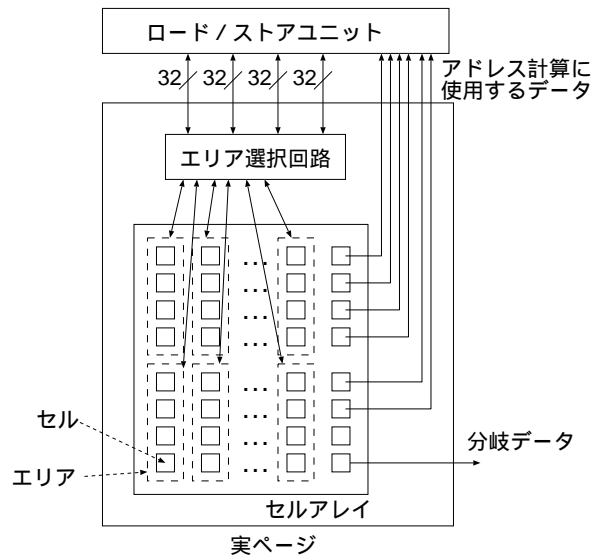 ロード / ストアユニット
32 32 32 32
アドレス計算に
使用するデータ
エリア選択回路
...
...
...
...
...
...
...
...
セル
エリア
分岐データ
セルアレイ
実ページ